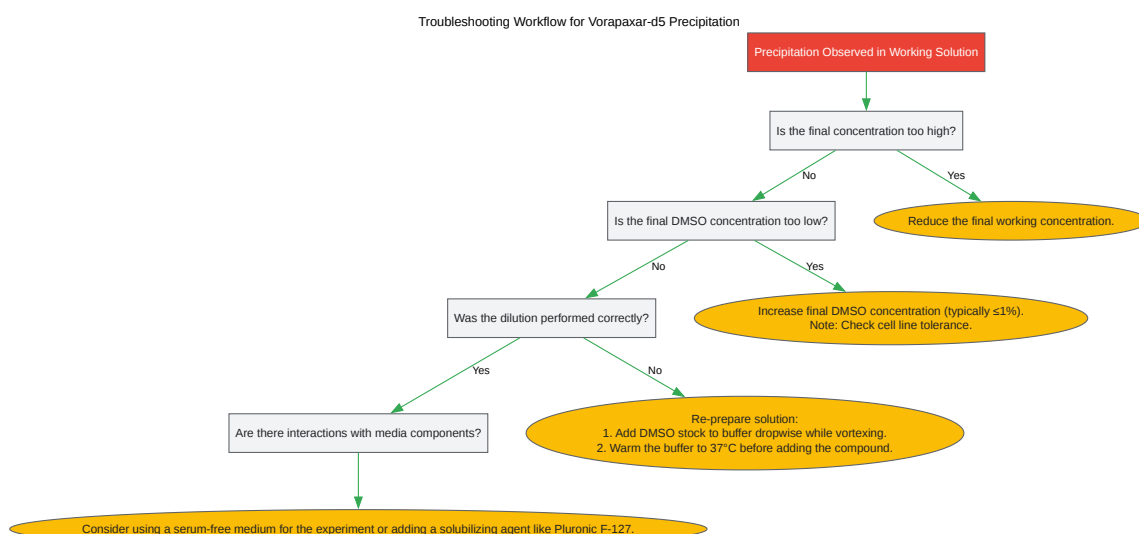 Troubleshooting Workflow for Vorapaxar-d5 Precipitation
Precipitation Observed in Working Solution
Is the final concentration too high?
No
Yes
Is the final DMSO concentration too low?
Reduce the final working concentration.
No
Yes
Was the dilution performed correctly?
Increase final DMSO concentration (typically ≤1%).
Note: Check cell line tolerance.
Yes
No
Are there interactions with media components?
Re-prepare solution:
1. Add DMSO stock to buffer dropwise while vortexing.
2. Warm the buffer to 37°C before adding the compound.
Consider using a serum-free medium for the experiment or adding a solubilizing agent like Pluronic F-127.